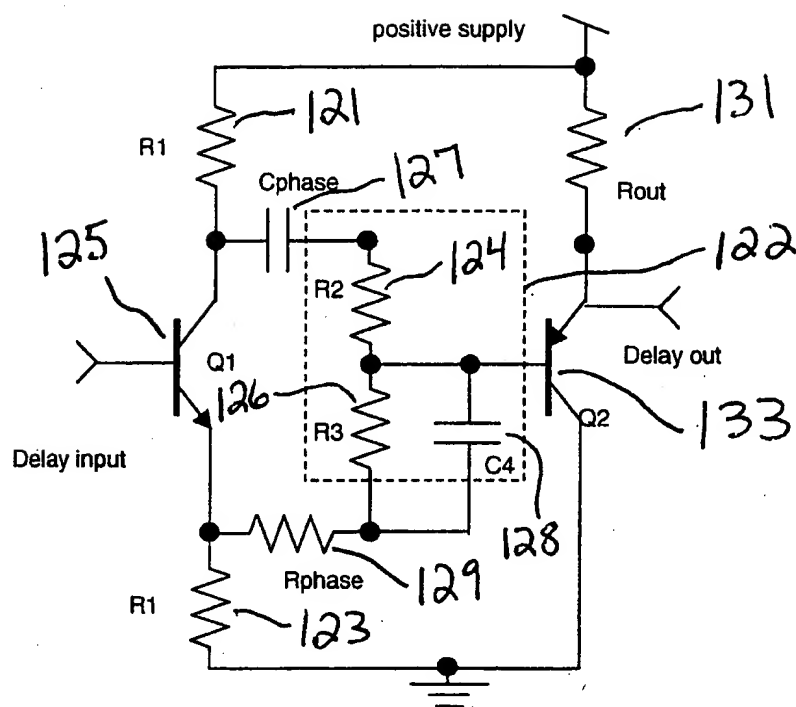 positive supply
121
131
R1
Cphase
127
Rout
125
R2
124
122
Q1
Delay out
126
R3
Q2
133
Delay input
C4
128
Rphase
129
R1
123